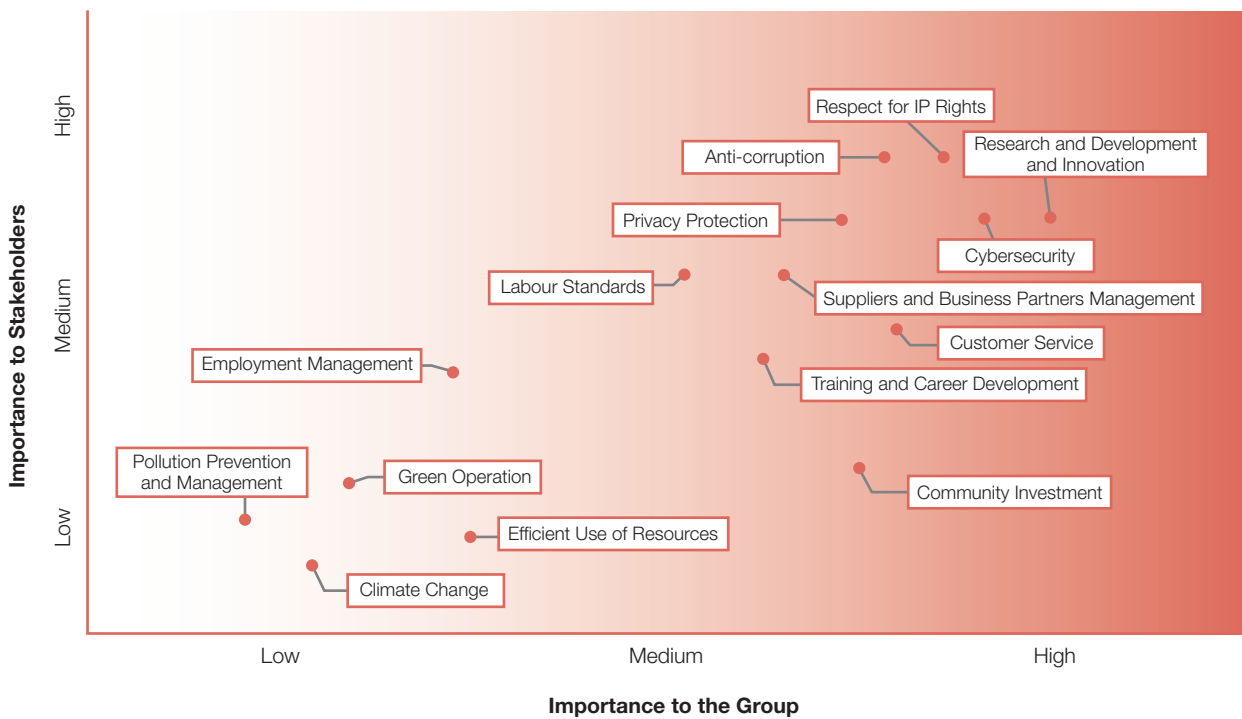 Importance to Stakeholders
High
Medium
Low
Respect for IP Rights
Anti-corruption
Research and Development
and Innovation
Privacy Protection
Cybersecurity
Labour Standards
Suppliers and Business Partners Management
Customer Service
Employment Management
Training and Career Development
Pollution Prevention
and Management
Green Operation
Community Investment
Efficient Use of Resources
Climate Change
Low
Medium
High
Importance to the Group